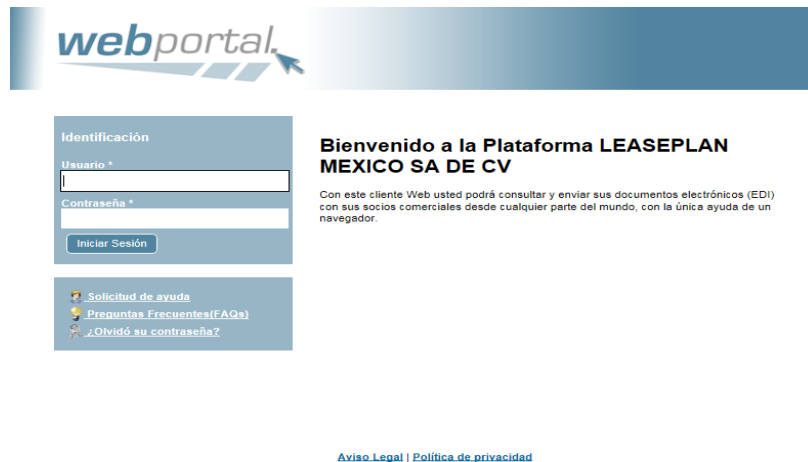 webportal.
Identificación
Usuario *
Contraseña *
Iniciar Sesión
Solicitud de ayuda
Preguntas Frecuentes(FAQs)
¿Olvidó su contraseña?
Bienvenido a la Plataforma LEASEPLAN
MEXICO SA DE CV
Con este cliente Web usted podrá consultar y enviar sus documentos electrónicos (EDI)
con sus socios comerciales desde cualquier parte del mundo, con la única ayuda de un
navegador.
Aviso Legal | Política de privacidad